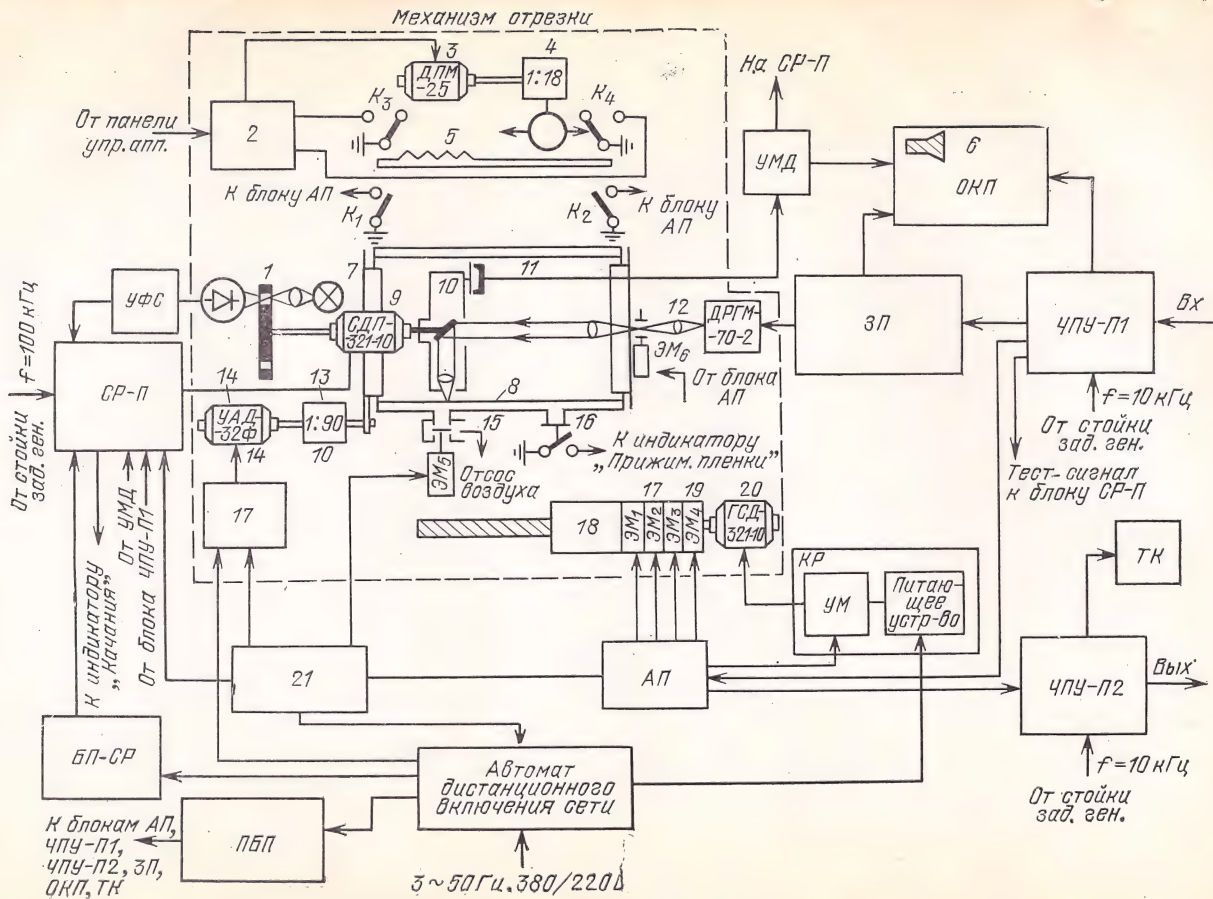 Механизм отрезки
3
ДПМ
-25
4
1:18
На СР-П
От панели
упр. апп.
2
К3
К4
5
УМД
6
ОКП
К блоку АП
К1
К2
К блоку
АП
УФС
1
7
9
СДП-
321-10
10
11
12
ДРГМ-
-70-2
ЭМ6
От блока
АП
ЗП
ЧПУ-П1
Вх
f=100 кГц
От стойки
зад. ген.
СР-П
14
УАД-
-32Ф
14
13
1:90
10
8
15
16
ЭМ5
Отсос
воздуха
К индикатору
„Прижим. пленки"
f=10 кГц
От стойки
зад. ген.
Тест-сигнал
к блоку СР-П
17
18
17
19
ЭМ1
ЭМ2
ЭМ3
ЭМ4
20
ГСД-
321-10
К индикатору
„Качания"
От УМД
От блока ЧПУ-П1
КР
УМ
Питаю-
щее
устр-во
ТК
21
АП
ЧПУ-П2
Вых
БП-СР
Автомат
дистанционного
включения сети
f=10 кГц
От стойки
зад. ген.
К блокам АП,
ЧПУ-П1,
ЧПУ-П2, ЗП,
ОКП, ТК
ПБП
3~50Гц. 380/220В